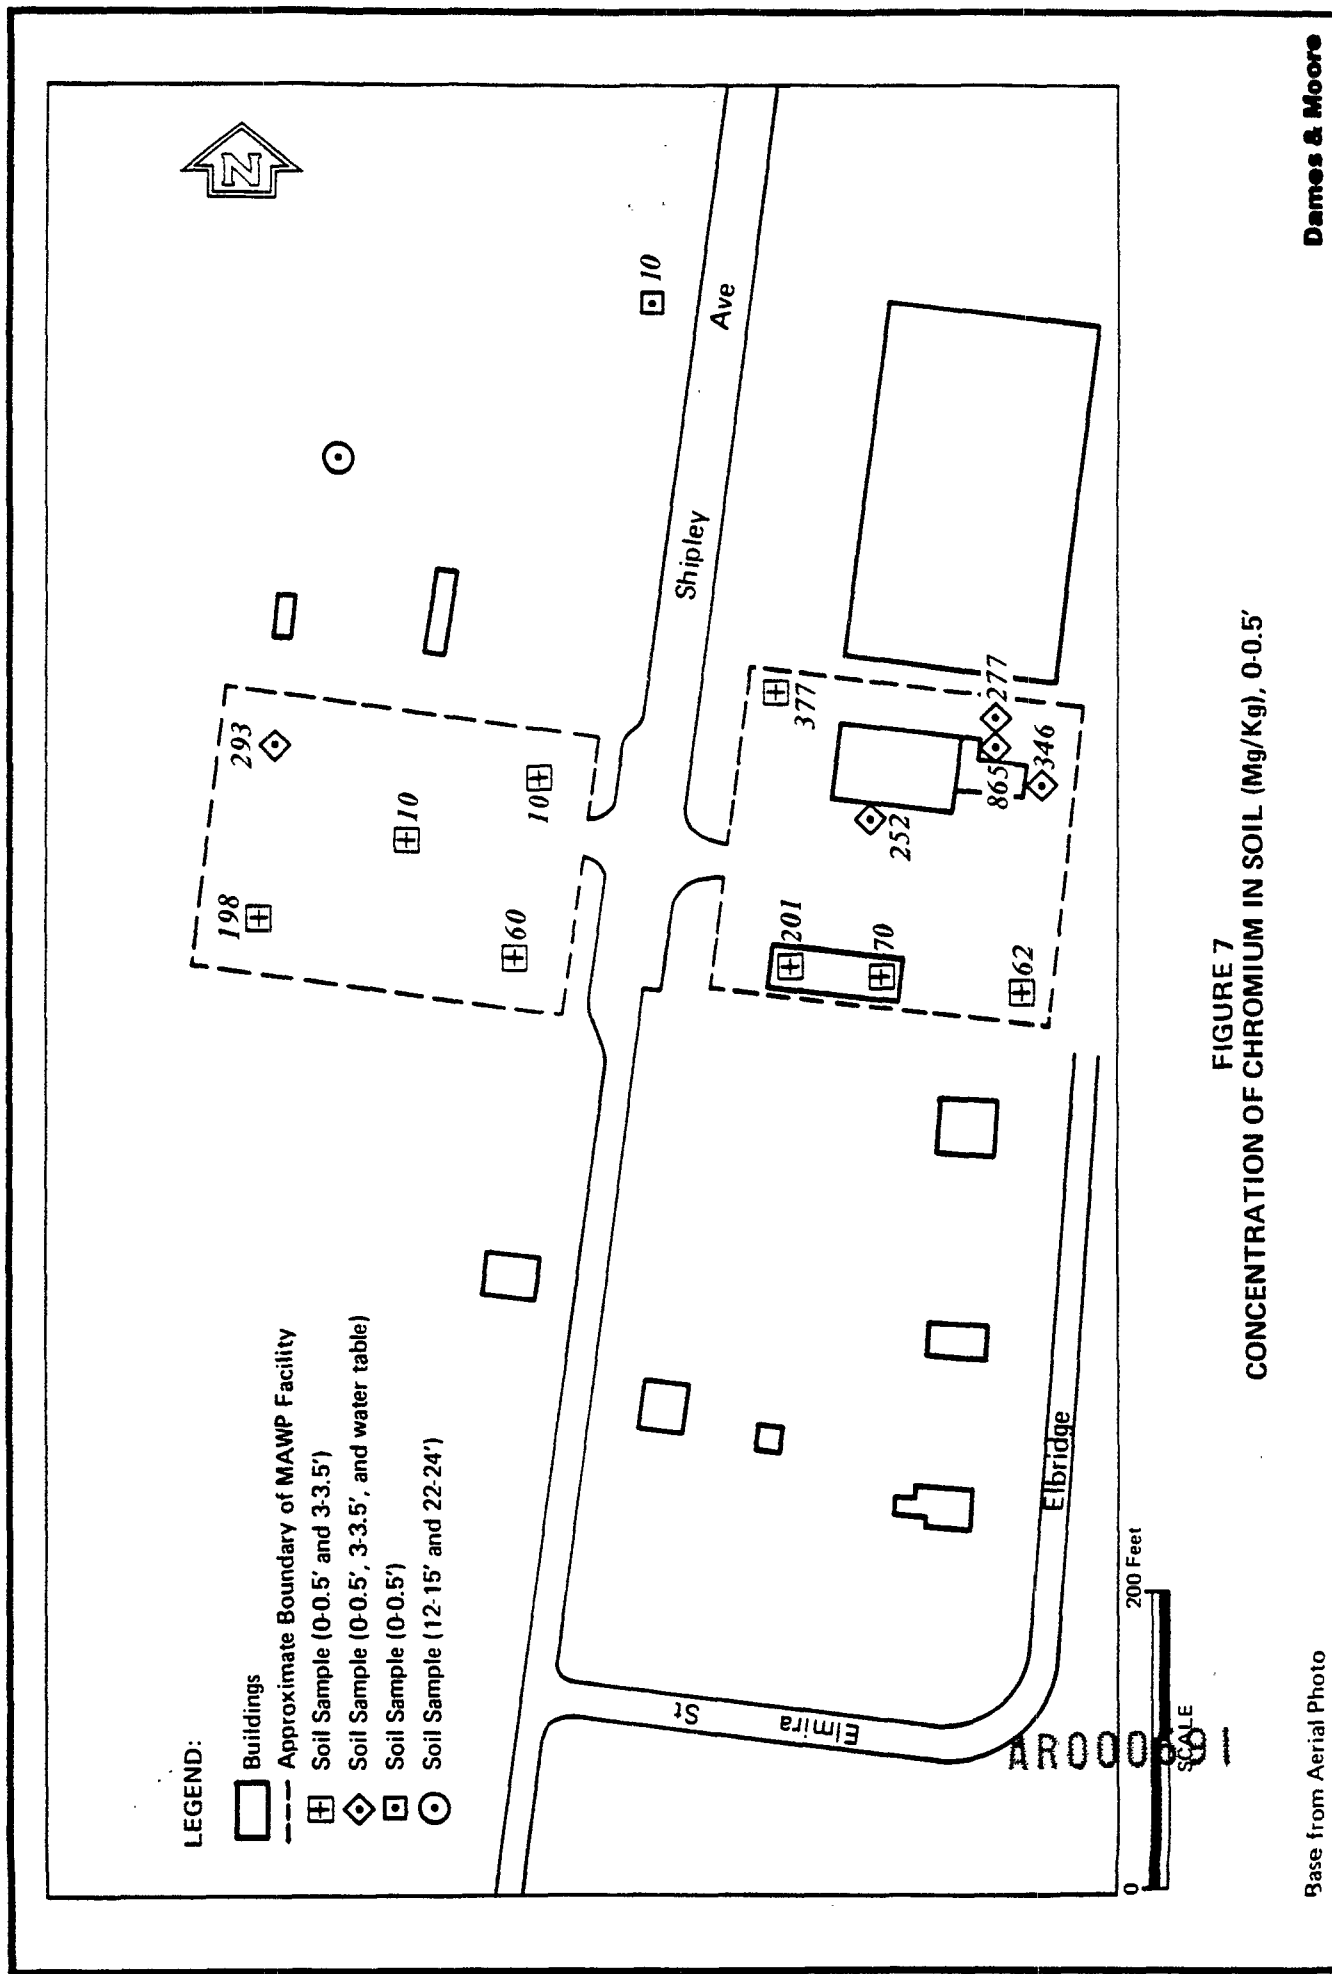 LEGEND:
Buildings
Approximate Boundary of MAWP Facility
Soil Sample (0-0.5' and 3-3.5')
Soil Sample (0-0.5', 3-3.5', and water table)
Soil Sample (0-0.5')
Soil Sample (12-15' and 22-24')
N
198
293
10
10
60
10
Shipley
Ave
377
201
70
62
252
865
277
346
Elmira
St
Elbridge
0
200 Feet
SCALE
FIGURE 7
CONCENTRATION OF CHROMIUM IN SOIL (Mg/Kg), 0-0.5'
Base from Aerial Photo
Dames & Moore